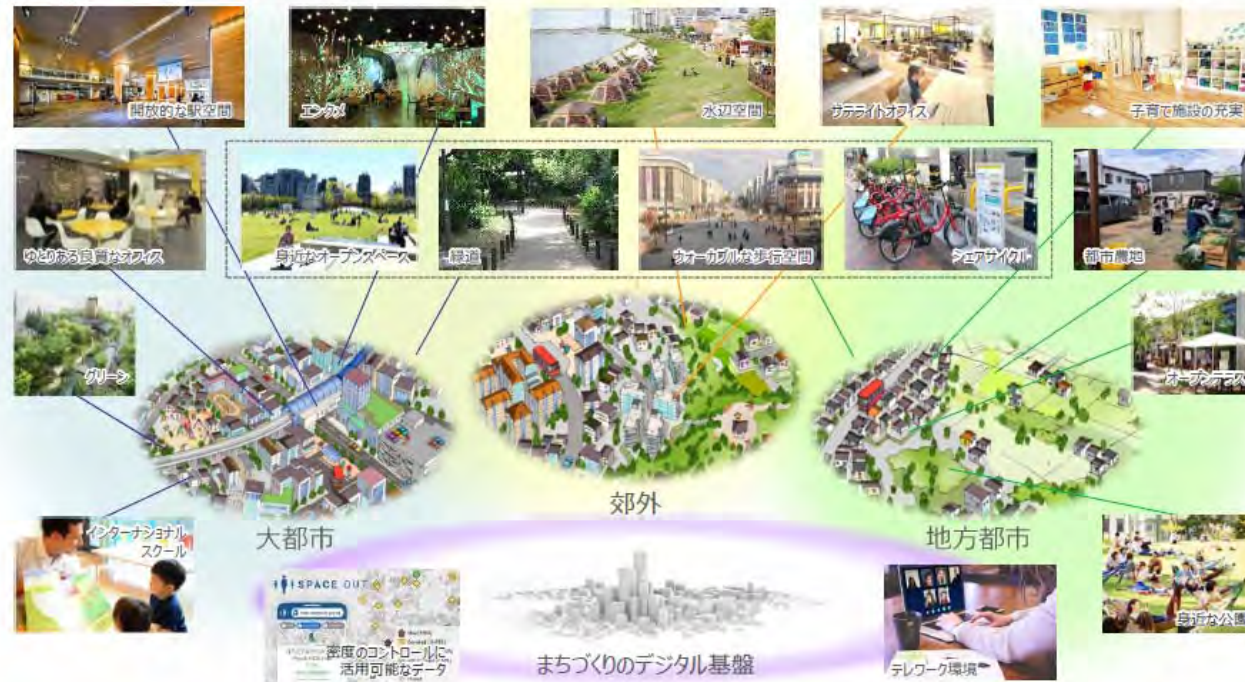 開放的な駅空間
エンタメ
水辺空間
サテライトオフィス
子育て施設の充実
ゆとりある良質なオフィス
身近なオープンスペース
緑道
ウォーカブルな歩行空間
シェアサイクル
都市農地
グリーン
オープンテラス
大都市
郊外
地方都市
インターナショナル
スクール
SPACE OUT
密度のコントロールに
活用可能なデータ
まちづくりのデジタル基盤
テレワーク環境
身近な公園